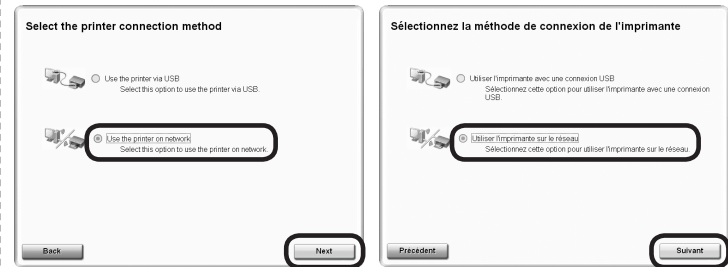 Select the printer connection method
Use the printer via USB
Select this option to use the printer via USB.
Use the printer on network
Select this option to use the printer on network.
Back
Next
Sélectionnez la méthode de connexion de l'imprimante
Utiliser l'imprimante avec une connexion USB
Sélectionnez cette option pour utiliser l'imprimante avec une connexion
USB.
Utiliser l'imprimante sur le réseau
Sélectionnez cette option pour utiliser l'imprimante sur le réseau.
Précédent
Suivant